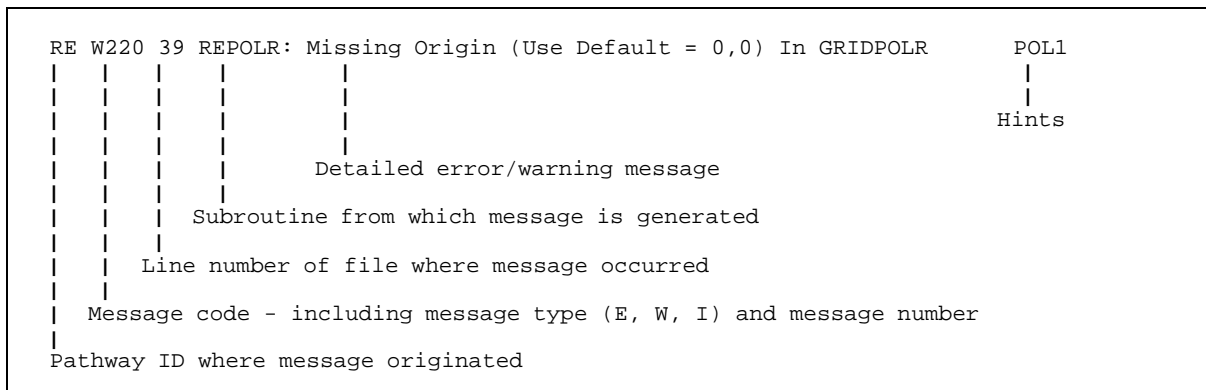 RE W220 39 REPOLR: Missing Origin (Use Default = 0,0) In GRIDPOLR POL1
Hints
Detailed error/warning message
Subroutine from which message is generated
Line number of file where message occurred
Message code - including message type (E, W, I) and message number
Pathway ID where message originated